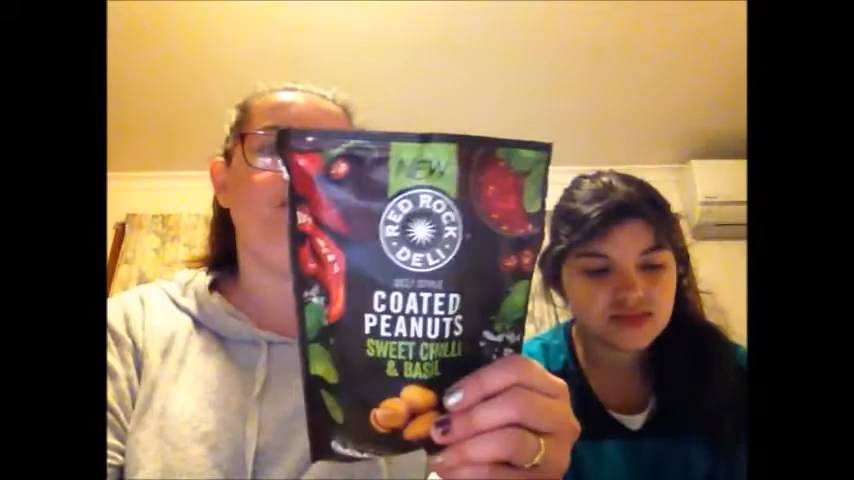 NEW
RED ROCK
DELI
COATED
PEANUTS
SWEET CHILLI
& BASIL